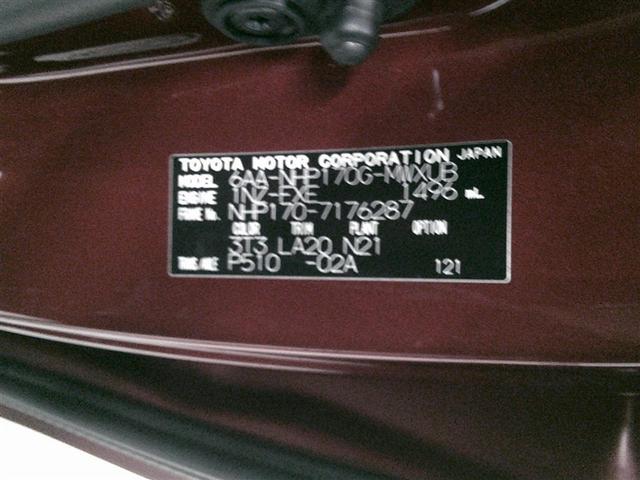 TOYOTA MOTOR CORPORATION JAPAN
MODEL 6AA-NHP170G-MWXUB
ENGINE 1NZ-EXE 1496 mL
FRAME No. NHP170-7176287
COLOR TRIM PLANT OPTION
3T3 LA20 N21
TRANS/AXLE P510 -02A 121